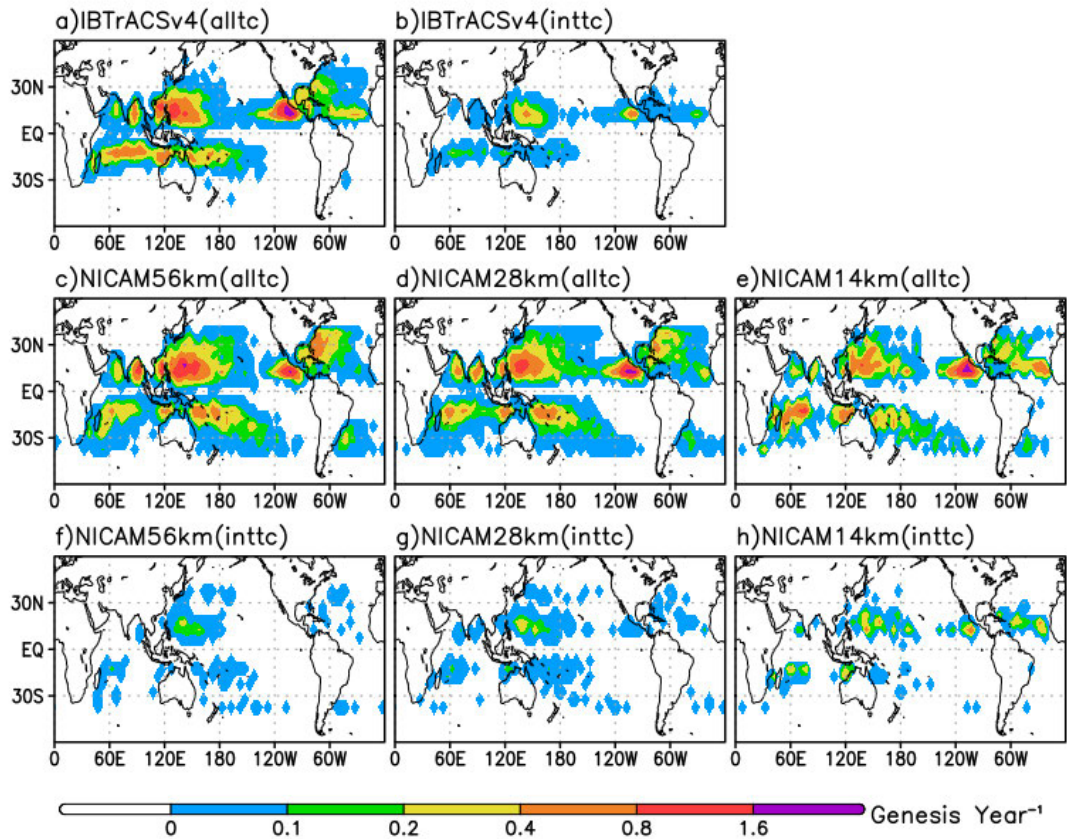 a)IBTrACSv4(alltc) b)IBTrACSv4(inttc)
30N
EQ
30S
0 60E 120E 180 120W 60W 0 60E 120E 180 120W 60W
c)NICAM56km(alltc) d)NICAM28km(alltc) e)NICAM14km(alltc)
30N
EQ
30S
0 60E 120E 180 120W 60W 0 60E 120E 180 120W 60W 0 60E 120E 180 120W 60W
f)NICAM56km(inttc) g)NICAM28km(inttc) h)NICAM14km(inttc)
30N
EQ
30S
0 60E 120E 180 120W 60W 0 60E 120E 180 120W 60W 0 60E 120E 180 120W 60W
Genesis Year⁻¹
0 0.1 0.2 0.4 0.8 1.6